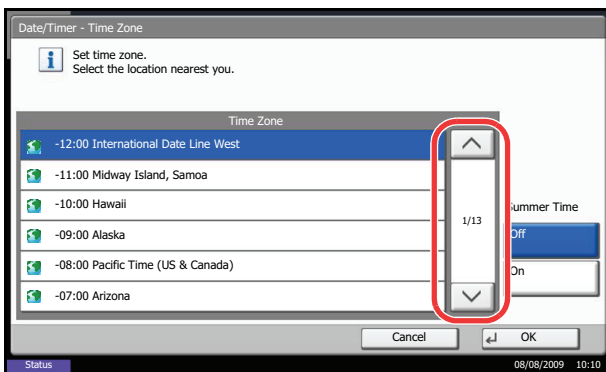 Date/Timer - Time Zone
Set time zone.
Select the location nearest you.
Time Zone
-12:00 International Date Line West
-11:00 Midway Island, Samoa
-10:00 Hawaii
-09:00 Alaska
-08:00 Pacific Time (US & Canada)
-07:00 Arizona
1/13
Summer Time
Off
On
Cancel
OK
Status
08/08/2009 10:10